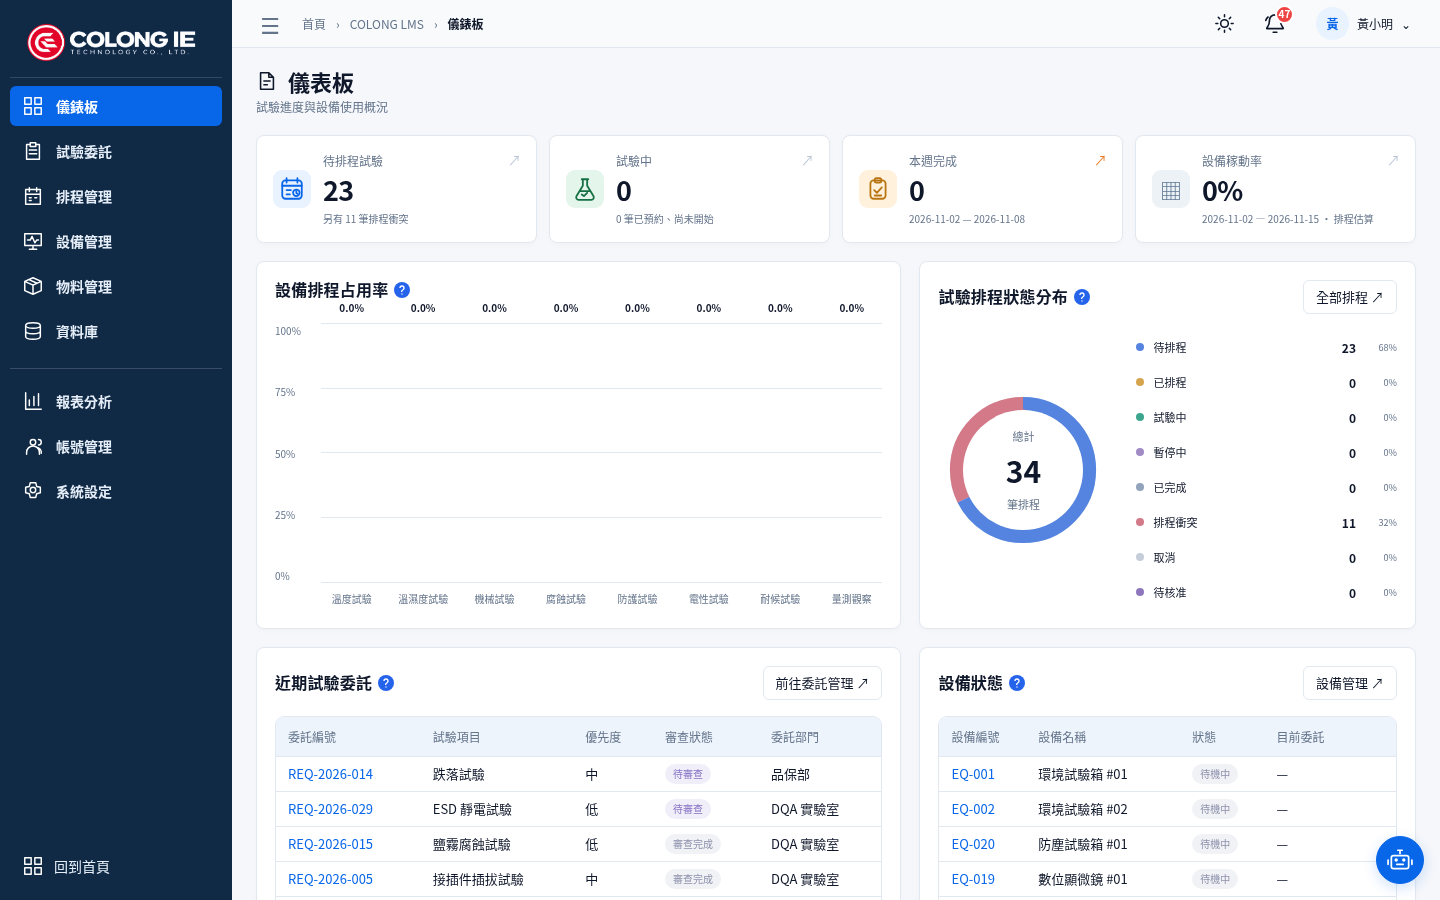 COLONG IE
TECHNOLOGY CO., LTD.
儀錶板
試驗委託
排程管理
設備管理
物料管理
資料庫
報表分析
帳號管理
系統設定
回到首頁
首頁 › COLONG LMS › 儀錶板
47
黃 黃小明
儀表板
試驗進度與設備使用概況
待排程試驗 ↗
23
另有 11 筆排程衝突
試驗中 ↗
0
0 筆已預約、尚未開始
本週完成 ↗
0
2026-11-02 — 2026-11-08
設備稼動率 ↗
0%
2026-11-02 — 2026-11-15 ・ 排程估算
設備排程占用率 ?
0.0% 0.0% 0.0% 0.0% 0.0% 0.0% 0.0% 0.0%
100%
75%
50%
25%
0%
溫度試驗 溫濕度試驗 機械試驗 腐蝕試驗 防護試驗 電性試驗 耐候試驗 量測觀察
試驗排程狀態分布 ? 全部排程 ↗
總計
34
筆排程
待排程 23 68%
已排程 0 0%
試驗中 0 0%
暫停中 0 0%
已完成 0 0%
排程衝突 11 32%
取消 0 0%
待核准 0 0%
近期試驗委託 ? 前往委託管理 ↗
委託編號 試驗項目 優先度 審查狀態 委託部門
REQ-2026-014 跌落試驗 中 待審查 品保部
REQ-2026-029 ESD 靜電試驗 低 待審查 DQA 實驗室
REQ-2026-015 鹽霧腐蝕試驗 低 審查完成 DQA 實驗室
REQ-2026-005 接插件插拔試驗 中 審查完成 DQA 實驗室
設備狀態 ? 設備管理 ↗
設備編號 設備名稱 狀態 目前委託
EQ-001 環境試驗箱 #01 待機中 —
EQ-002 環境試驗箱 #02 待機中 —
EQ-020 防塵試驗箱 #01 待機中 —
EQ-019 數位顯微鏡 #01 待機中 —